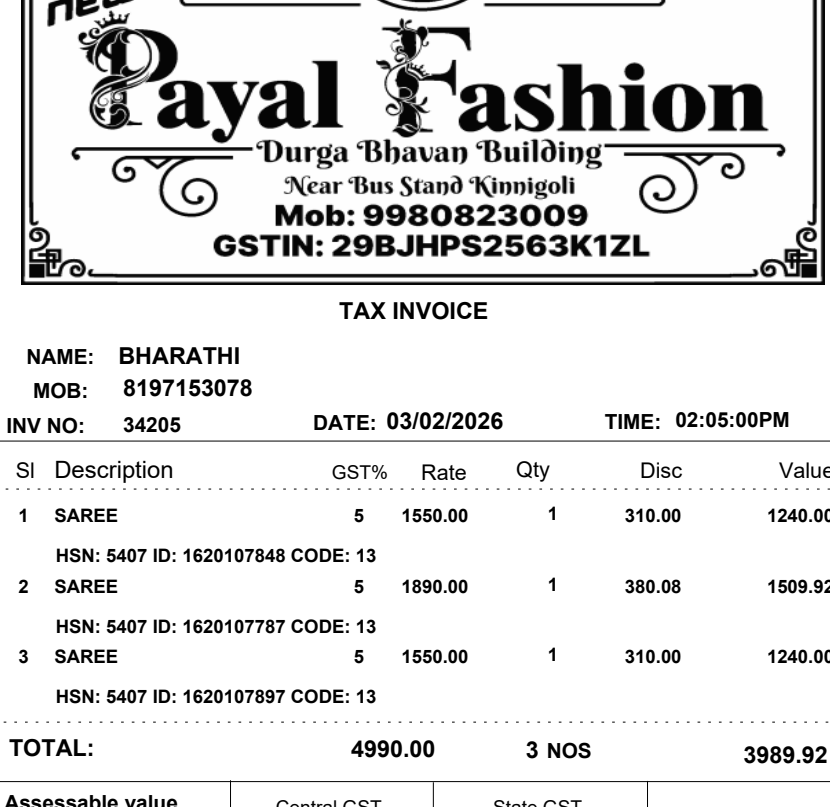 new
Payal Fashion
Durga Bhavan Building
Near Bus Stand Kinnigoli
Mob: 9980823009
GSTIN: 29BJHPS2563K1ZL
TAX INVOICE
NAME: BHARATHI
MOB: 8197153078
INV NO: 34205 DATE: 03/02/2026 TIME: 02:05:00PM
Sl Description GST% Rate Qty Disc Value
1 SAREE 5 1550.00 1 310.00 1240.00
HSN: 5407 ID: 1620107848 CODE: 13
2 SAREE 5 1890.00 1 380.08 1509.92
HSN: 5407 ID: 1620107787 CODE: 13
3 SAREE 5 1550.00 1 310.00 1240.00
HSN: 5407 ID: 1620107897 CODE: 13
TOTAL: 4990.00 3 NOS 3989.92
Assessable value Central GST State GST